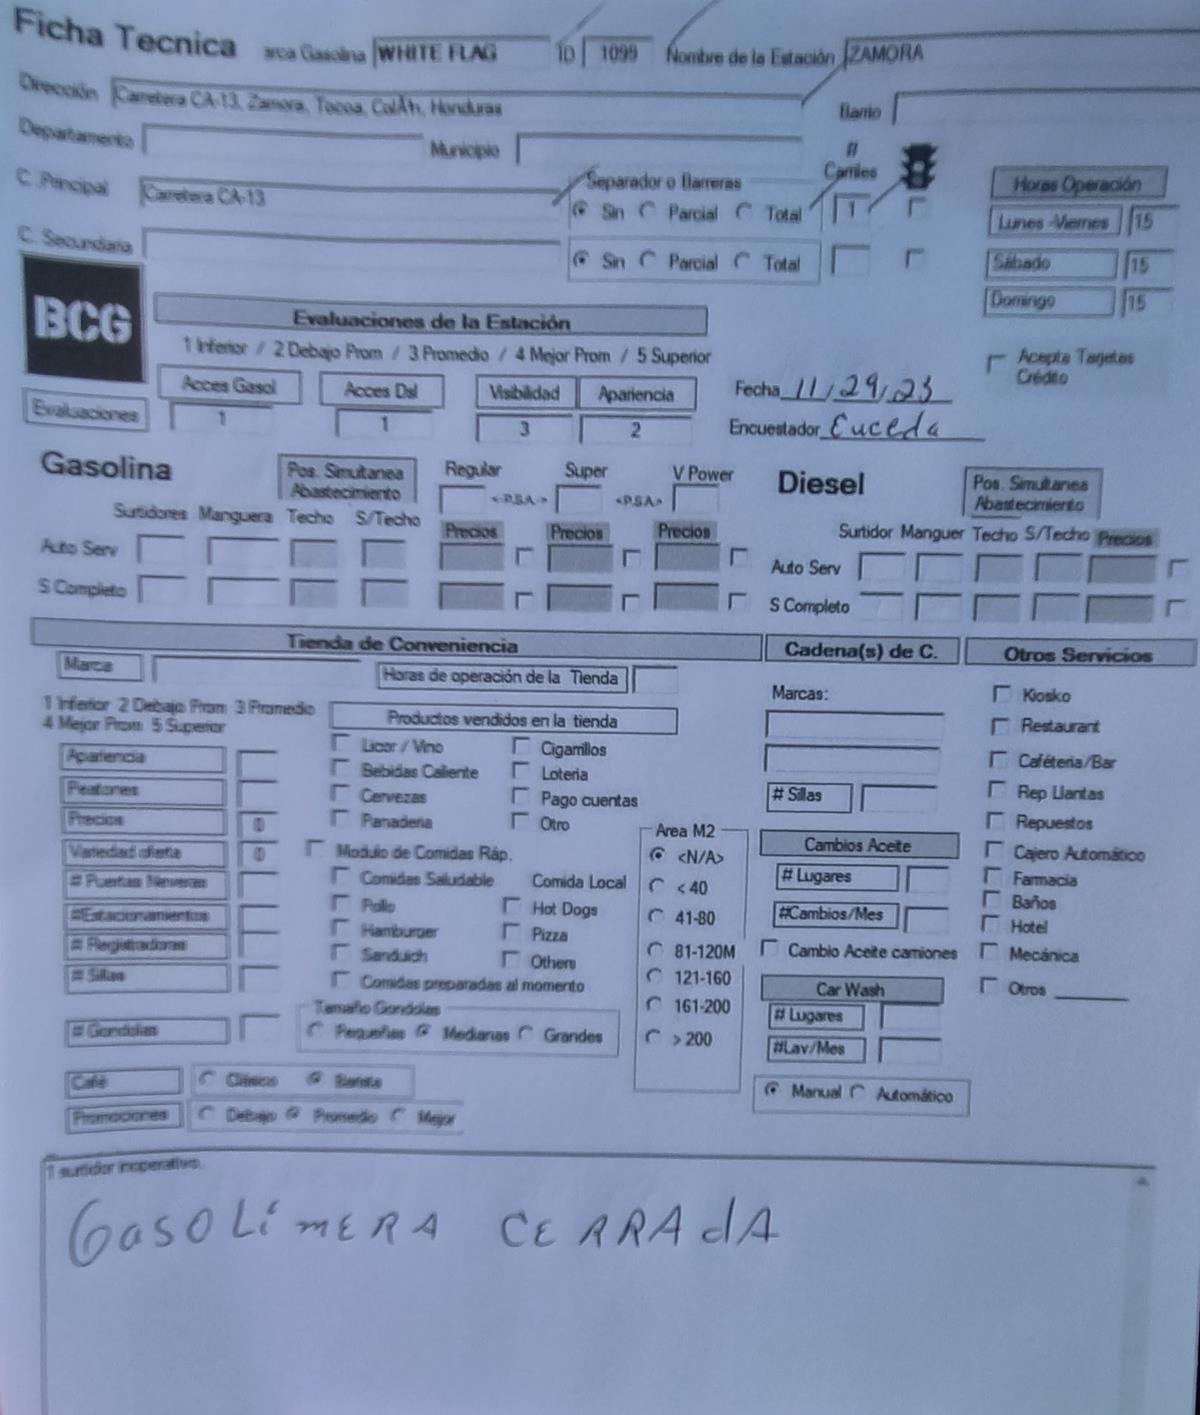 Ficha Tecnica arca Gasolina WHITE FLAG ID 1099 Nombre de la Estación ZAMORA
Dirección Carretera CA-13, Zamora, Tocoa, ColÃ³n, Honduras Barrio
Departamento Municipio # Carriles
C. Principal Carretera CA-13 Separador o Barreras Sin Parcial Total 1
C. Secundaria Sin Parcial Total
Horas Operación
Lunes -Viernes 15
Sábado 15
Domingo 15
Acepta Tarjetas Crédito
BCG
Evaluaciones de la Estación
1 Inferior / 2 Debajo Prom / 3 Promedio / 4 Mejor Prom / 5 Superior
Acces Gasol Acces Dsl Visibilidad Apariencia Fecha 11/29/23
Evaluaciones 1 1 3 2 Encuestador Euceda
Gasolina Pos. Simultanea Abastecimiento Regular <-P.S.A-> Super <P.S.A> V Power
Surtidores Manguera Techo S/Techo Precios Precios Precios
Auto Serv
S Completo
Diesel Pos. Simultanea Abastecimiento
Surtidor Manguer Techo S/Techo Precios
Auto Serv
S Completo
Tienda de Conveniencia
Marca Horas de operación de la Tienda
1 Inferior 2 Debajo Prom 3 Promedio
4 Mejor Prom 5 Superior
Apariencia
Peatones
Precios 0
Variedad oferta 0
# Puertas Neveras
#Estacionamientos
# Registradoras
# Sillas
# Gondolas
Productos vendidos en la tienda
Licor / Vino Cigarrillos
Bebidas Caliente Loteria
Cervezas Pago cuentas
Panaderia Otro
Modulo de Comidas Ráp.
Comidas Saludable Comida Local
Pollo Hot Dogs
Hamburger Pizza
Sanduich Others
Comidas preparadas al momento
Tamaño Gondolas
Pequeñas Medianas Grandes
Café Clásico Barista
Promociones Debajo Promedio Mejor
Area M2
<N/A>
< 40
41-80
81-120M
121-160
161-200
> 200
Cadena(s) de C.
Marcas:
# Sillas
Cambios Aceite
# Lugares
#Cambios/Mes
Cambio Aceite camiones
Car Wash
# Lugares
#Lav/Mes
Manual Automático
Otros Servicios
Kiosko
Restaurant
Caféteria/Bar
Rep Llantas
Repuestos
Cajero Automático
Farmacia
Baños
Hotel
Mecánica
Otros
1 surtidor inoperativo.
GASOLiMERA CERRAdA